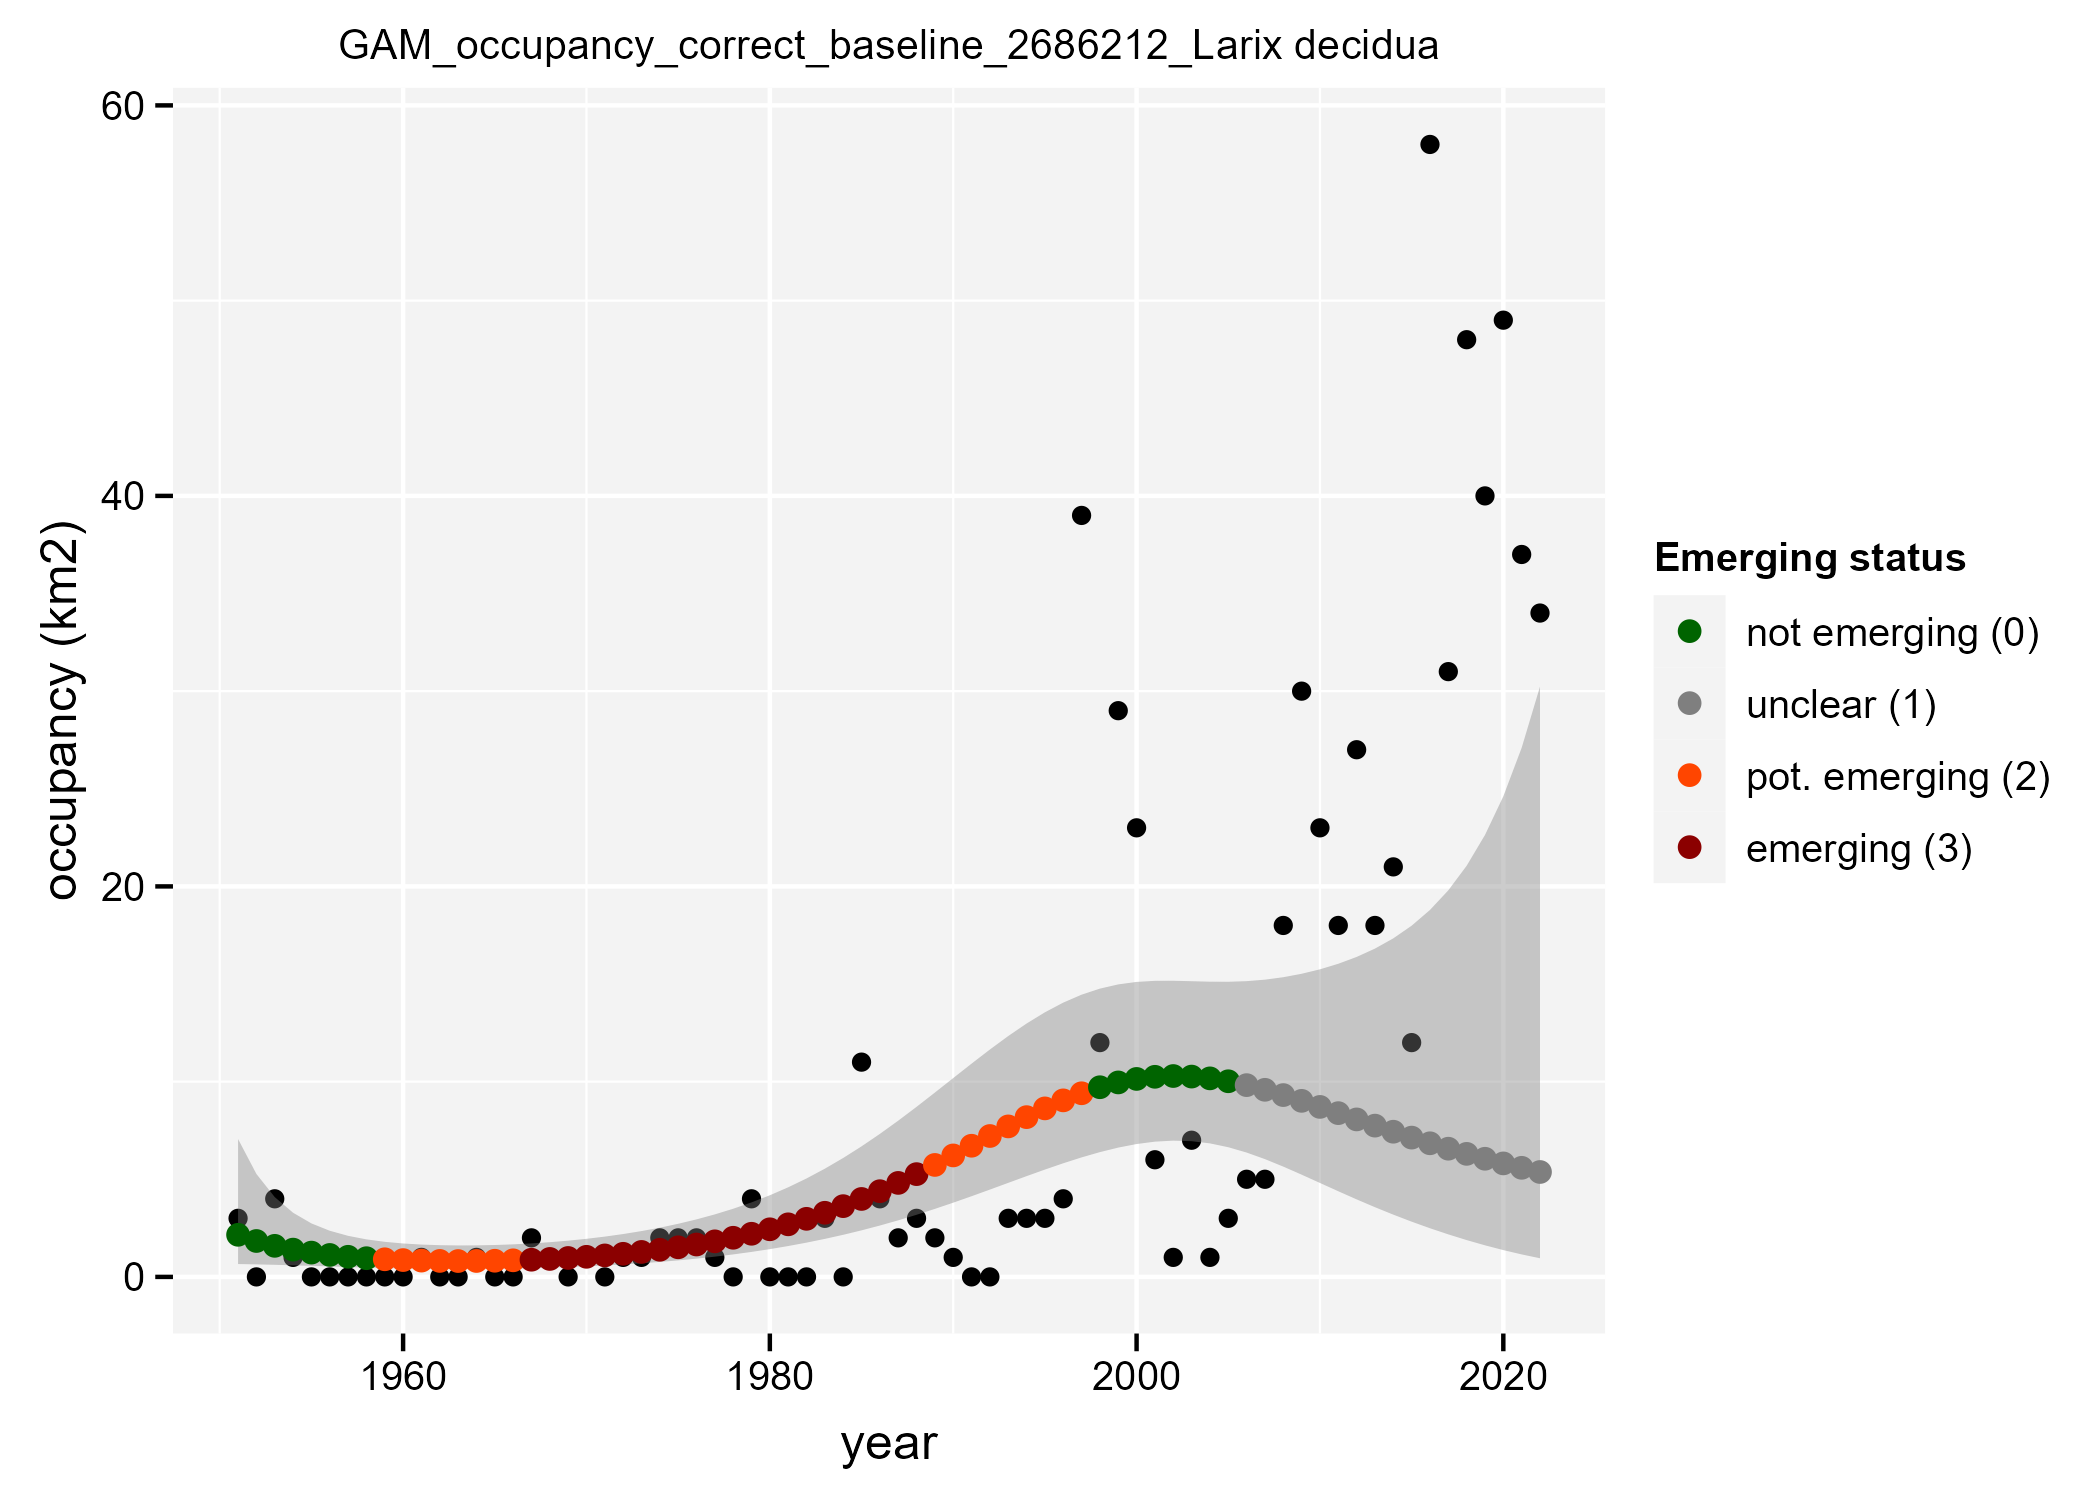 GAM_occupancy_correct_baseline_2686212_Larix decidua
60
40
20
0
occupancy (km2)
1960
1980
2000
2020
year
Emerging status
not emerging (0)
unclear (1)
pot. emerging (2)
emerging (3)